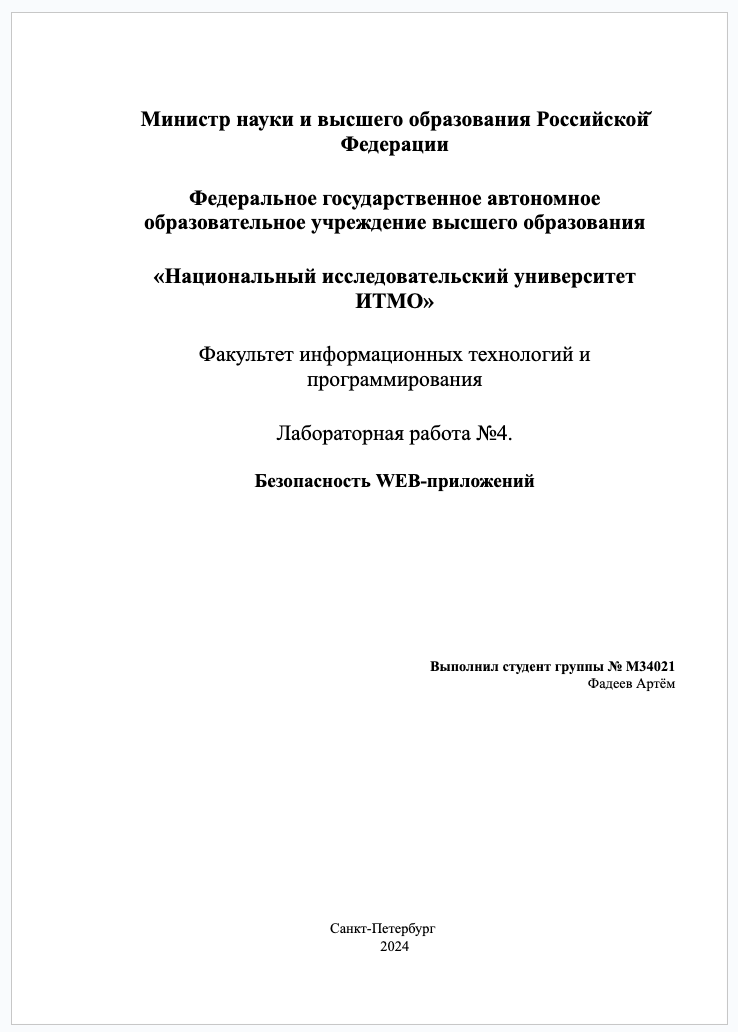 Министр науки и высшего образования Российской
Федерации
Федеральное государственное автономное
образовательное учреждение высшего образования
«Национальный исследовательский университет
ИТМО»
Факультет информационных технологий и
программирования
Лабораторная работа №4.
Безопасность WEB-приложений
Выполнил студент группы № M34021
Фадеев Артём
Санкт-Петербург
2024